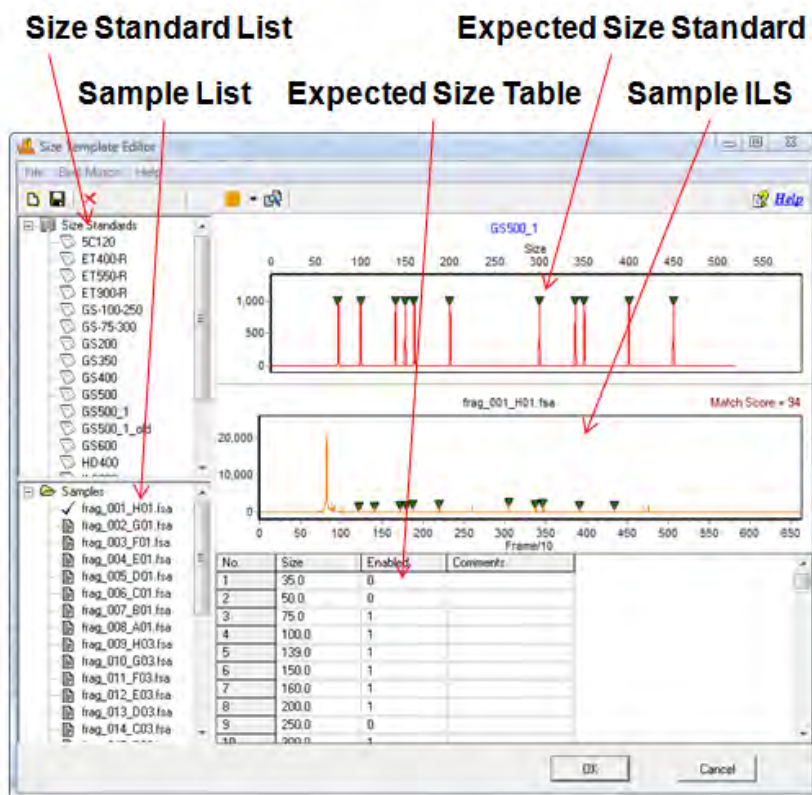 Size Standard List
Expected Size Standard
Sample List
Expected Size Table
Sample ILS
Size Template Editor
File Best Match Help
Help
Size Standards
5C120
ET400-R
ET550-R
ET900-R
GS-100-250
GS-75-300
GS200
GS350
GS400
GS500
GS500_1
GS500_1_old
GS600
HD400
GS500_1
Size
0 50 100 150 200 250 300 350 400 450 500 550
1,000
500
0
frag_001_H01.fsa
Match Score = 94
20,000
10,000
0
0 50 100 150 200 250 300 350 400 450 500 550 600 650
Frame/10
Samples
frag_001_H01.fsa
frag_002_G01.fsa
frag_003_F01.fsa
frag_004_E01.fsa
frag_005_D01.fsa
frag_006_C01.fsa
frag_007_B01.fsa
frag_008_A01.fsa
frag_009_H03.fsa
frag_010_G03.fsa
frag_011_F03.fsa
frag_012_E03.fsa
frag_013_D03.fsa
frag_014_C03.fsa
No. Size Enabled Comments
1 35.0 0
2 50.0 0
3 75.0 1
4 100.0 1
5 139.0 1
6 150.0 1
7 160.0 1
8 200.0 1
9 250.0 0
10 300.0 1
OK
Cancel